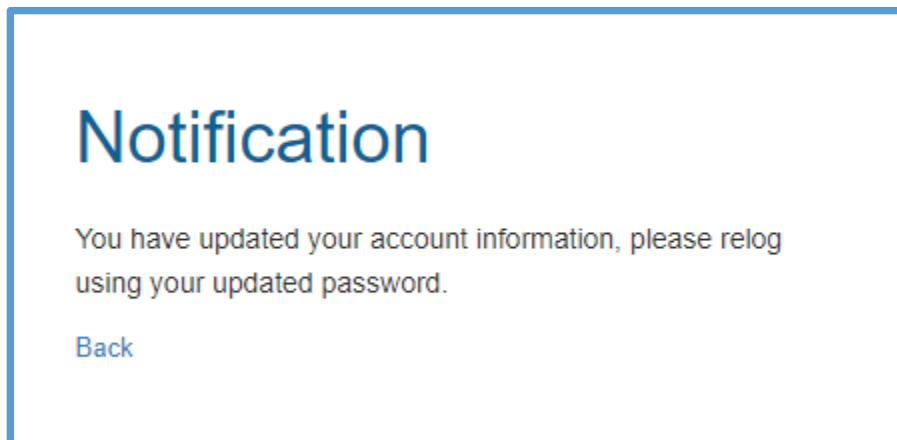 Notification
You have updated your account information, please relog
using your updated password.
Back